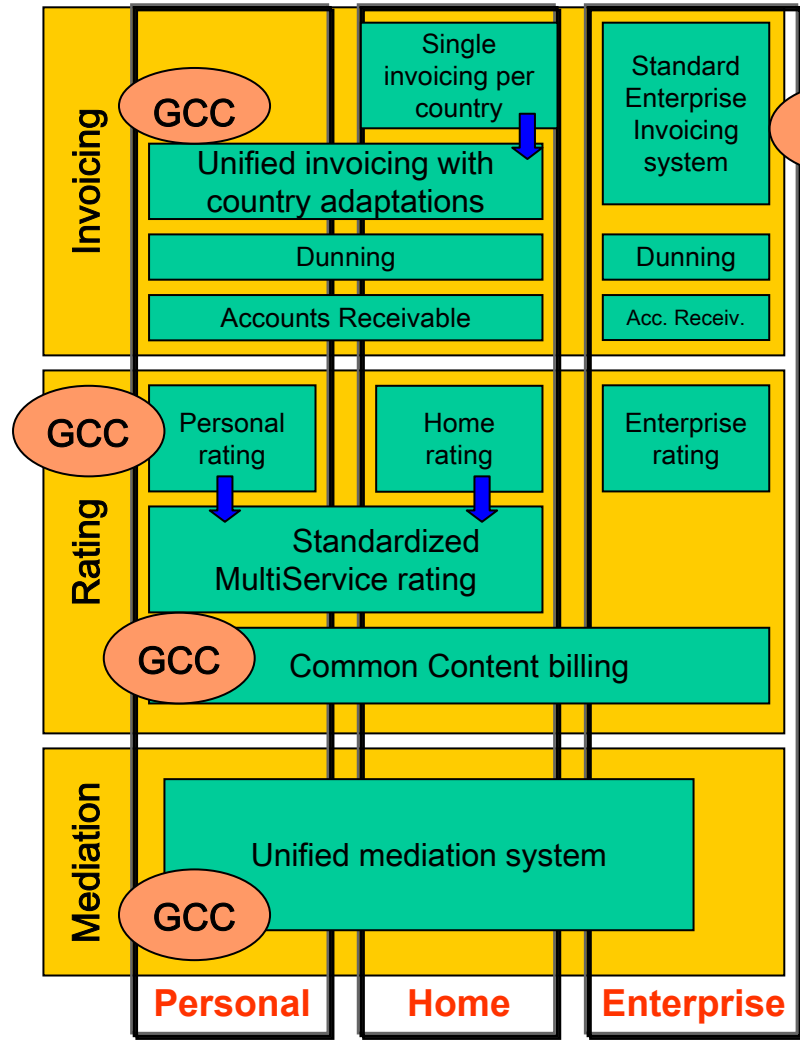 Invoicing
GCC
Single
invoicing per
country
Standard
Enterprise
Invoicing
system
Unified invoicing with
country adaptations
Dunning
Dunning
Accounts Receivable
Acc. Receiv.
Rating
GCC
Personal
rating
Home
rating
Enterprise
rating
Standardized
MultiService rating
GCC
Common Content billing
Mediation
Unified mediation system
GCC
Personal
Home
Enterprise